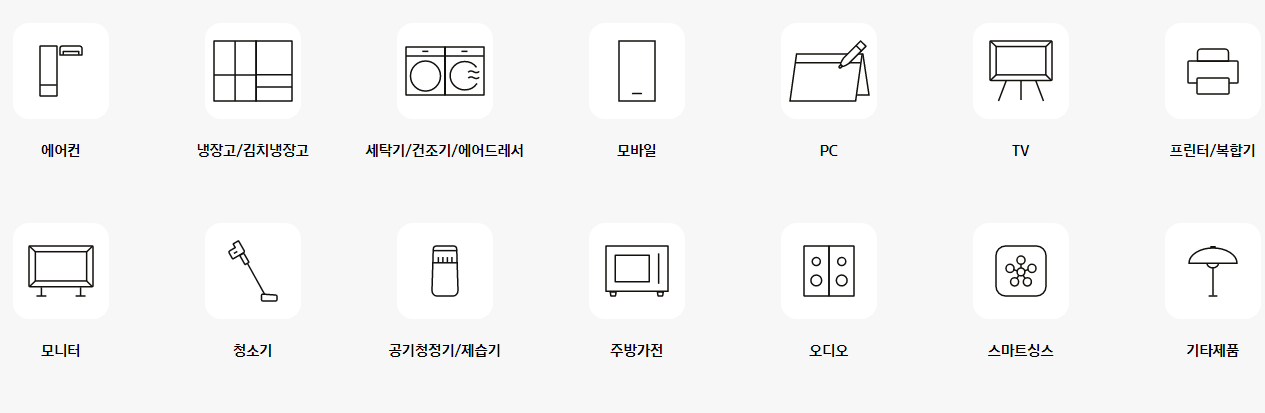 에어컨
냉장고/김치냉장고
세탁기/건조기/에어드레서
모바일
PC
TV
프린터/복합기
모니터
청소기
공기청정기/제습기
주방가전
오디오
스마트싱스
기타제품